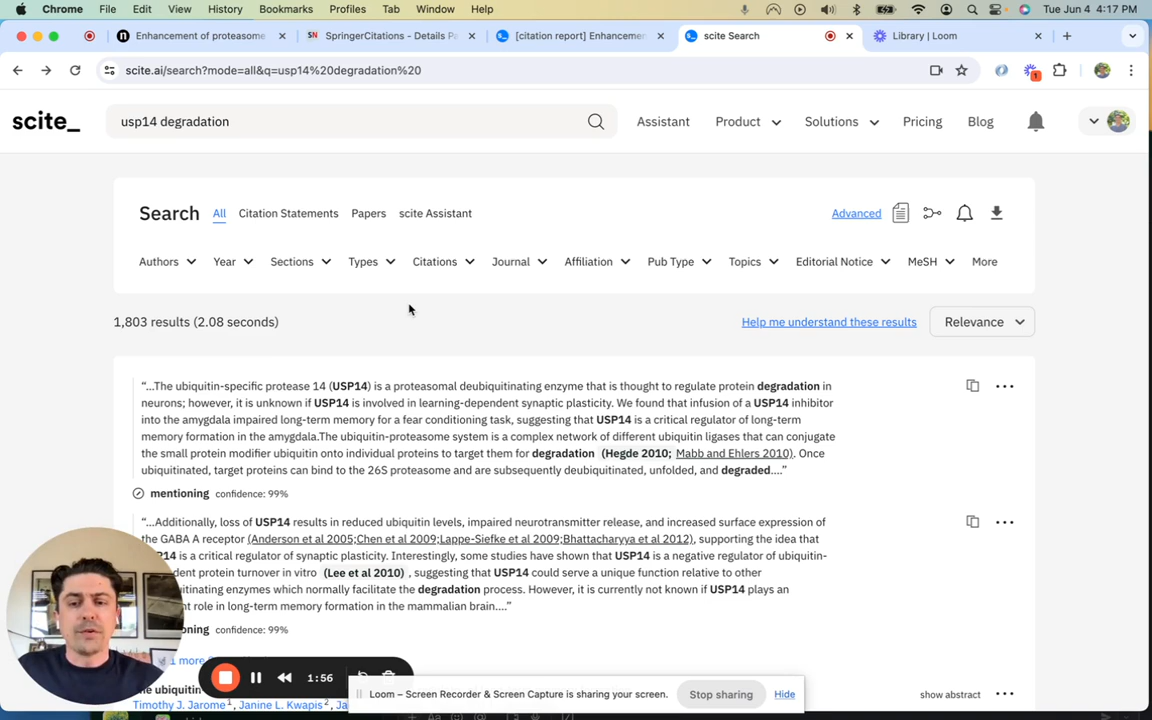 Chrome File Edit View History Bookmarks Profiles Tab Window Help Tue Jun 4 4:17 PM
Enhancement of proteasome SpringerCitations - Details Pa [citation report] Enhancemen scite Search Library | Loom
scite.ai/search?mode=all&q=usp14%20degradation%20
1
scite_ usp14 degradation Assistant Product Solutions Pricing Blog
Search All Citation Statements Papers scite Assistant Advanced
Authors Year Sections Types Citations Journal Affiliation Pub Type Topics Editorial Notice MeSH More
1,803 results (2.08 seconds) Help me understand these results Relevance
“...The ubiquitin-specific protease 14 (USP14) is a proteasomal deubiquitinating enzyme that is thought to regulate protein degradation in
neurons; however, it is unknown if USP14 is involved in learning-dependent synaptic plasticity. We found that infusion of a USP14 inhibitor
into the amygdala impaired long-term memory for a fear conditioning task, suggesting that USP14 is a critical regulator of long-term
memory formation in the amygdala.The ubiquitin-proteasome system is a complex network of different ubiquitin ligases that can conjugate
the small protein modifier ubiquitin onto individual proteins to target them for degradation (Hegde 2010; Mabb and Ehlers 2010). Once
ubiquitinated, target proteins can bind to the 26S proteasome and are subsequently deubiquitinated, unfolded, and degraded....”
mentioning confidence: 99%
“...Additionally, loss of USP14 results in reduced ubiquitin levels, impaired neurotransmitter release, and increased surface expression of
the GABA A receptor (Anderson et al 2005;Chen et al 2009;Lappe-Siefke et al 2009;Bhattacharyya et al 2012), supporting the idea that
14 is a critical regulator of synaptic plasticity. Interestingly, some studies have shown that USP14 is a negative regulator of ubiquitin-
dent protein turnover in vitro (Lee et al 2010) , suggesting that USP14 could serve a unique function relative to other
uitinating enzymes which normally facilitate the degradation process. However, it is currently not known if USP14 plays an
nt role in long-term memory formation in the mammalian brain....”
oning confidence: 99%
1 more
1:56
Loom – Screen Recorder & Screen Capture is sharing your screen. Stop sharing Hide
he ubiquitin show abstract
Timothy J. Jarome1, Janine L. Kwapis2, Ja